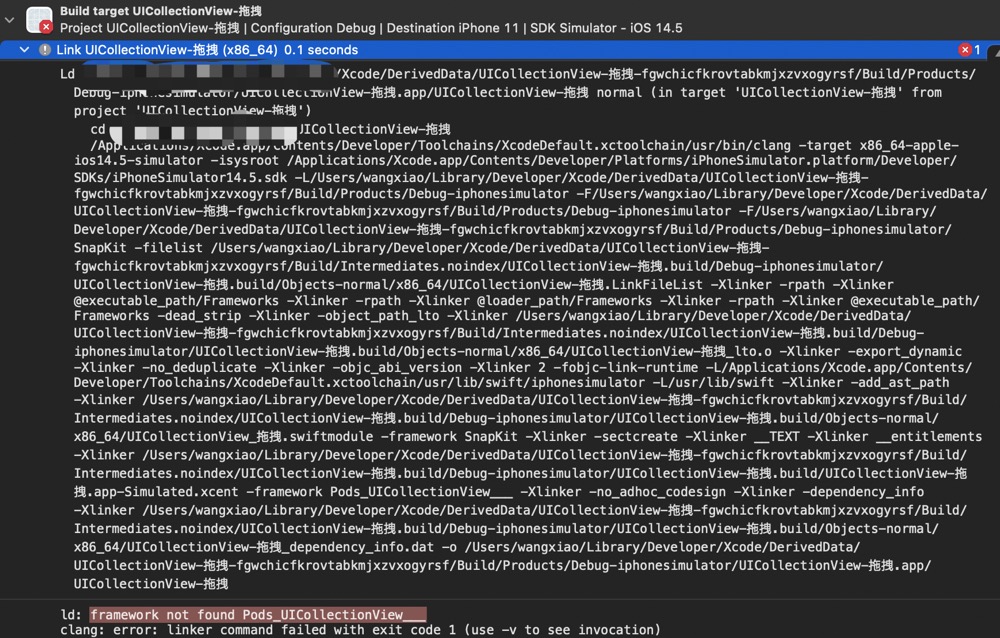 Build target UICollectionView-拖拽
Project UICollectionView-拖拽 | Configuration Debug | Destination iPhone 11 | SDK Simulator - iOS 14.5
Link UICollectionView-拖拽 (x86_64) 0.1 seconds
1
Ld /Xcode/DerivedData/UICollectionView-拖拽-fgwchicfkrovtabkmjxzvxogyrsf/Build/Products/
Debug-iphonesimulator/UICollectionView-拖拽.app/UICollectionView-拖拽 normal (in target 'UICollectionView-拖拽' from
project 'UICollectionView-拖拽')
cd UICollectionView-拖拽
/Applications/Xcode.app/Contents/Developer/Toolchains/XcodeDefault.xctoolchain/usr/bin/clang -target x86_64-apple-
ios14.5-simulator -isysroot /Applications/Xcode.app/Contents/Developer/Platforms/iPhoneSimulator.platform/Developer/
SDKs/iPhoneSimulator14.5.sdk -L/Users/wangxiao/Library/Developer/Xcode/DerivedData/UICollectionView-拖拽-
fgwchicfkrovtabkmjxzvxogyrsf/Build/Products/Debug-iphonesimulator -F/Users/wangxiao/Library/Developer/Xcode/DerivedData/
UICollectionView-拖拽-fgwchicfkrovtabkmjxzvxogyrsf/Build/Products/Debug-iphonesimulator -F/Users/wangxiao/Library/
Developer/Xcode/DerivedData/UICollectionView-拖拽-fgwchicfkrovtabkmjxzvxogyrsf/Build/Products/Debug-iphonesimulator/
SnapKit -filelist /Users/wangxiao/Library/Developer/Xcode/DerivedData/UICollectionView-拖拽-
fgwchicfkrovtabkmjxzvxogyrsf/Build/Intermediates.noindex/UICollectionView-拖拽.build/Debug-iphonesimulator/
UICollectionView-拖拽.build/Objects-normal/x86_64/UICollectionView-拖拽.LinkFileList -Xlinker -rpath -Xlinker
@executable_path/Frameworks -Xlinker -rpath -Xlinker @loader_path/Frameworks -Xlinker -rpath -Xlinker @executable_path/
Frameworks -dead_strip -Xlinker -object_path_lto -Xlinker /Users/wangxiao/Library/Developer/Xcode/DerivedData/
UICollectionView-拖拽-fgwchicfkrovtabkmjxzvxogyrsf/Build/Intermediates.noindex/UICollectionView-拖拽.build/Debug-
iphonesimulator/UICollectionView-拖拽.build/Objects-normal/x86_64/UICollectionView-拖拽_lto.o -Xlinker -export_dynamic
-Xlinker -no_deduplicate -Xlinker -objc_abi_version -Xlinker 2 -fobjc-link-runtime -L/Applications/Xcode.app/Contents/
Developer/Toolchains/XcodeDefault.xctoolchain/usr/lib/swift/iphonesimulator -L/usr/lib/swift -Xlinker -add_ast_path
-Xlinker /Users/wangxiao/Library/Developer/Xcode/DerivedData/UICollectionView-拖拽-fgwchicfkrovtabkmjxzvxogyrsf/Build/
Intermediates.noindex/UICollectionView-拖拽.build/Debug-iphonesimulator/UICollectionView-拖拽.build/Objects-normal/
x86_64/UICollectionView_拖拽.swiftmodule -framework SnapKit -Xlinker -sectcreate -Xlinker __TEXT -Xlinker __entitlements
-Xlinker /Users/wangxiao/Library/Developer/Xcode/DerivedData/UICollectionView-拖拽-fgwchicfkrovtabkmjxzvxogyrsf/Build/
Intermediates.noindex/UICollectionView-拖拽.build/Debug-iphonesimulator/UICollectionView-拖拽.build/UICollectionView-拖
拽.app-Simulated.xcent -framework Pods_UICollectionView___ -Xlinker -no_adhoc_codesign -Xlinker -dependency_info
-Xlinker /Users/wangxiao/Library/Developer/Xcode/DerivedData/UICollectionView-拖拽-fgwchicfkrovtabkmjxzvxogyrsf/Build/
Intermediates.noindex/UICollectionView-拖拽.build/Debug-iphonesimulator/UICollectionView-拖拽.build/Objects-normal/
x86_64/UICollectionView-拖拽_dependency_info.dat -o /Users/wangxiao/Library/Developer/Xcode/DerivedData/
UICollectionView-拖拽-fgwchicfkrovtabkmjxzvxogyrsf/Build/Products/Debug-iphonesimulator/UICollectionView-拖拽.app/
UICollectionView-拖拽
ld: framework not found Pods_UICollectionView___
clang: error: linker command failed with exit code 1 (use -v to see invocation)